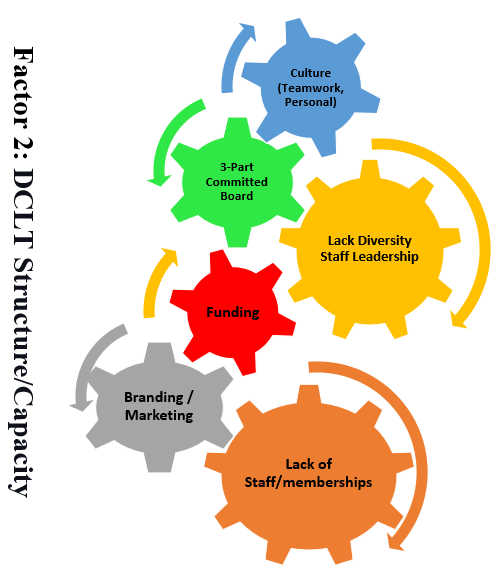 Factor 2: DCLT Structure/Capacity
Culture
(Teamwork,
Personal)
3-Part
Committed
Board
Lack Diversity
Staff Leadership
Funding
Branding /
Marketing
Lack of
Staff/memberships